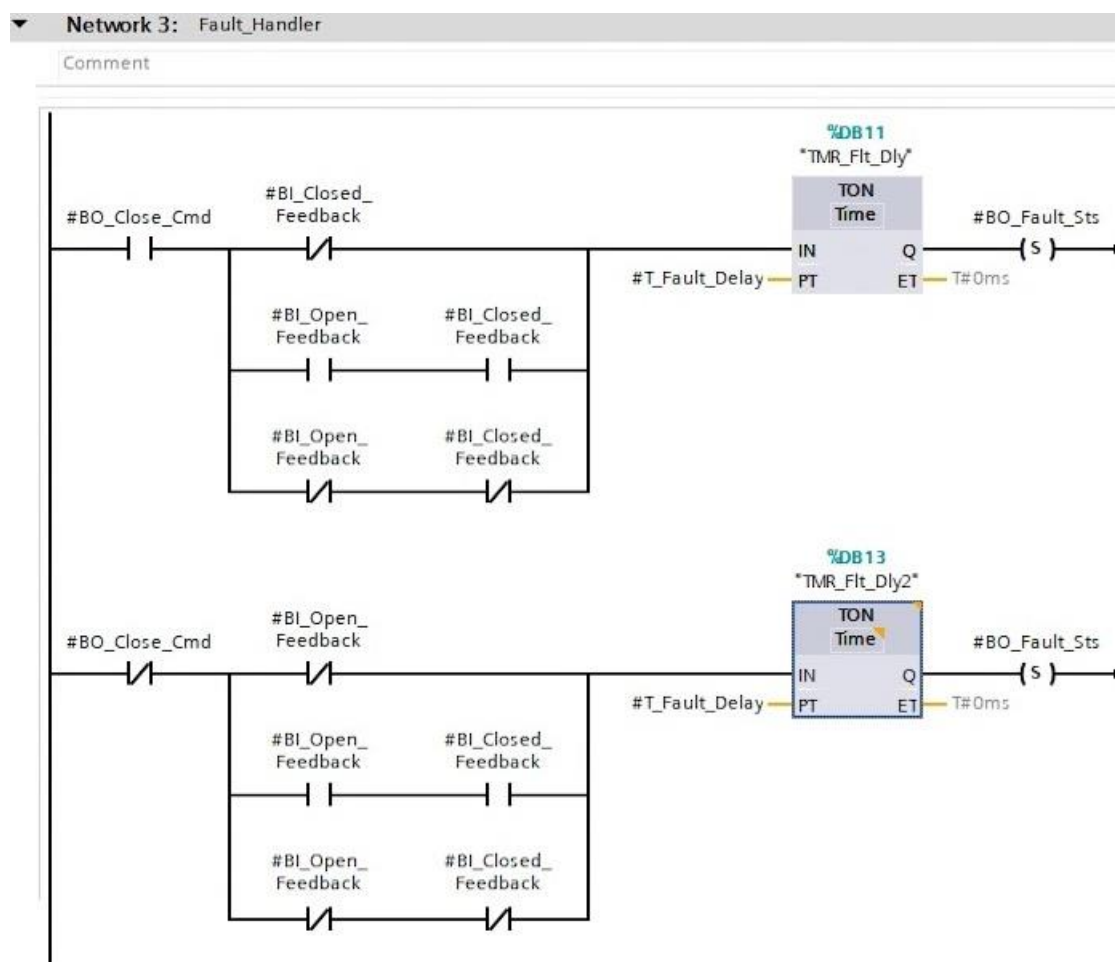 Network 3: Fault_Handler
Comment
%DB11
"TMR_Flt_Dly"
TON
Time
#BO_Close_Cmd
#BI_Closed_
Feedback
#BO_Fault_Sts
IN
Q
S
#T_Fault_Delay
PT
ET
T#0ms
#BI_Open_
Feedback
#BI_Closed_
Feedback
#BI_Open_
Feedback
#BI_Closed_
Feedback
%DB13
"TMR_Flt_Dly2"
TON
Time
#BO_Close_Cmd
#BI_Open_
Feedback
#BO_Fault_Sts
IN
Q
S
#T_Fault_Delay
PT
ET
T#0ms
#BI_Open_
Feedback
#BI_Closed_
Feedback
#BI_Open_
Feedback
#BI_Closed_
Feedback